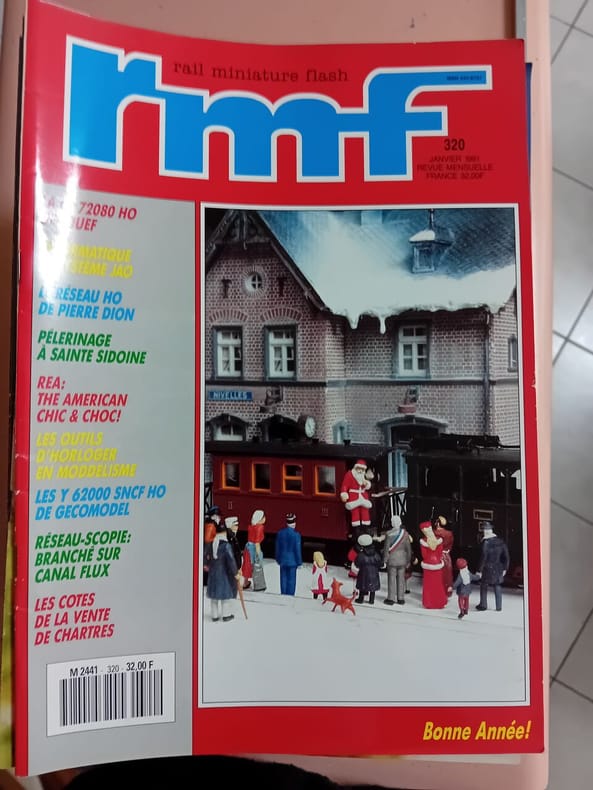 rail miniature flash
rmf
320
JANVIER 1991
REVUE MENSUELLE
FRANCE 32.00F
72080 HO
LE RÉSEAU HO
DE PIERRE DION
PÉLERINAGE
À SAINTE SIDOINE
REA:
THE AMERICAN
CHIC & CHOC!
LES OUTILS
D'HORLOGER
EN MODDÉLISME
LES Y 62000 SNCF HO
DE GECOMODEL
RÉSEAU-SCOPIE:
BRANCHÉ SUR
CANAL FLUX
LES COTES
DE LA VENTE
DE CHARTRES
NIVELLES
M 2441 - 320 - 32,00 F
Bonne Année!